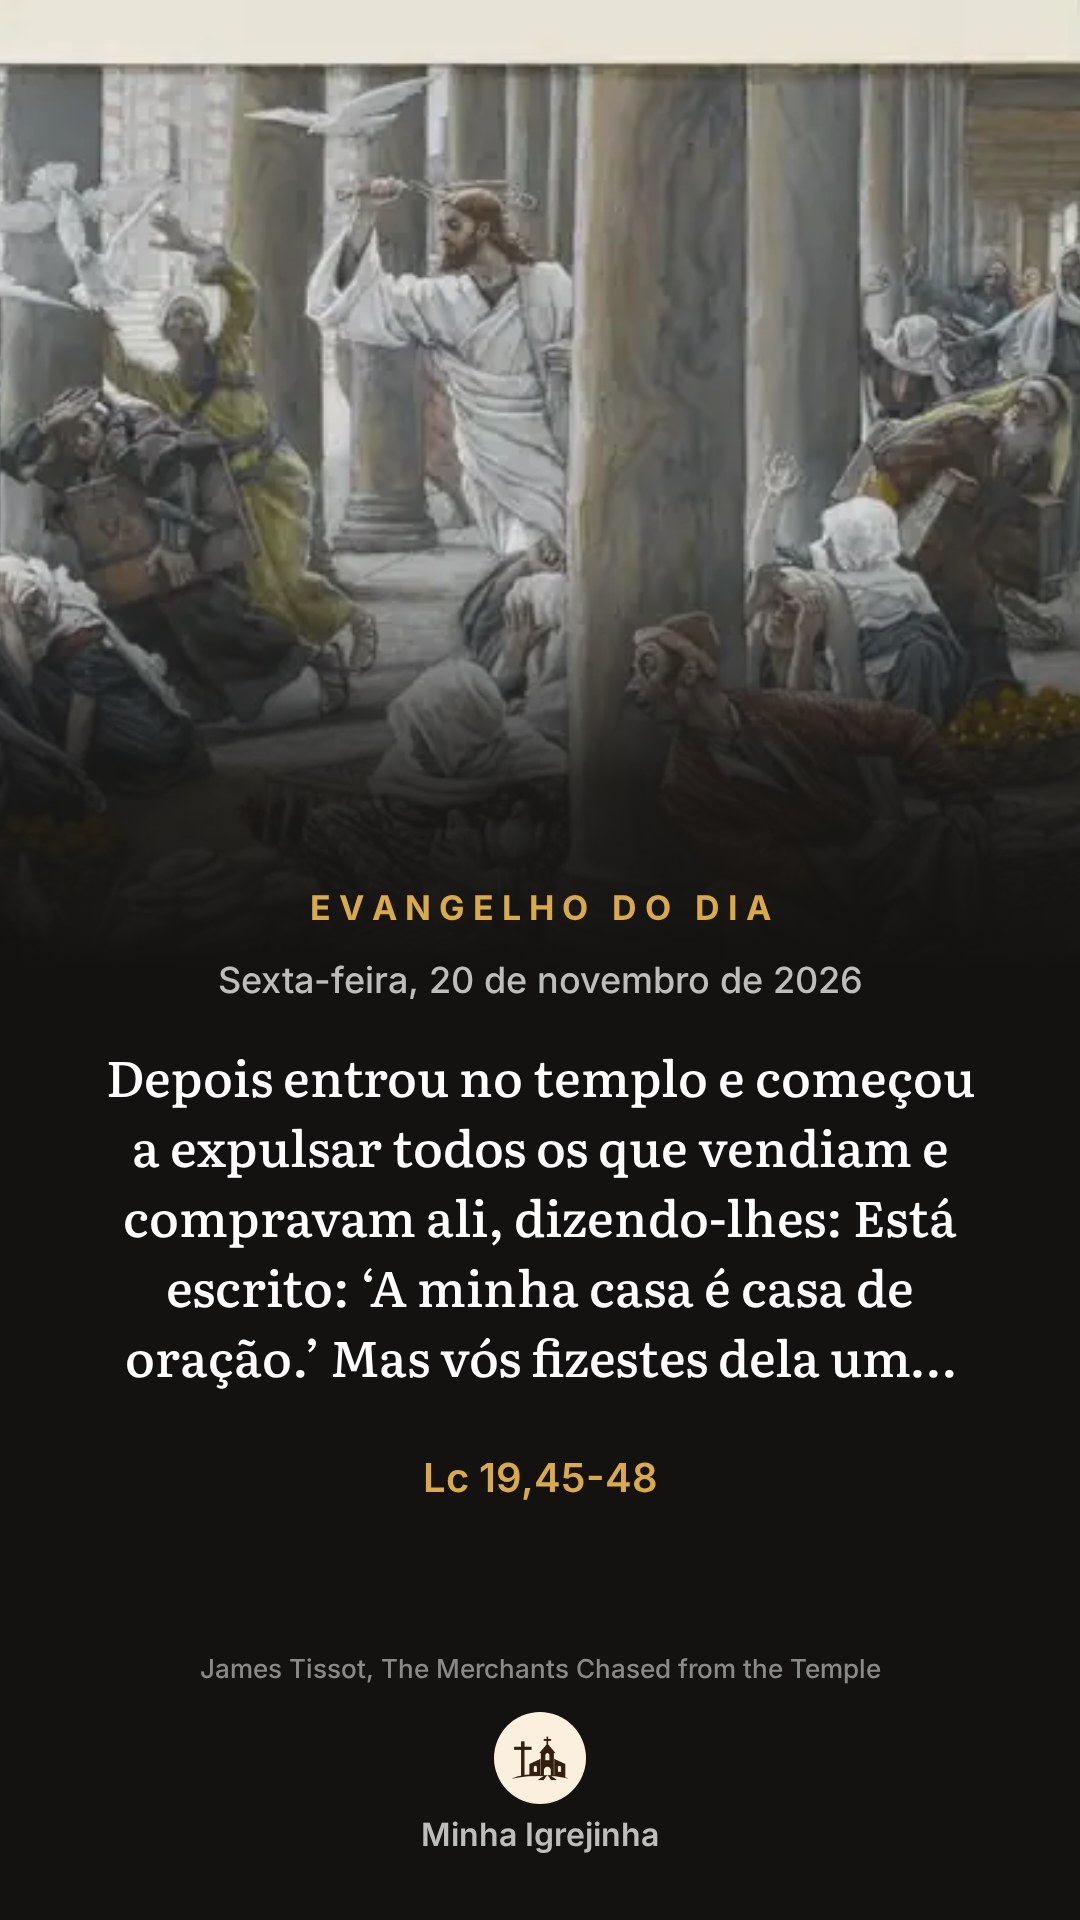 EVANGELHO DO DIA
Sexta-feira, 20 de novembro de 2026
Depois entrou no templo e começou
a expulsar todos os que vendiam e
compravam ali, dizendo-lhes: Está
escrito: ‘A minha casa é casa de
oração.’ Mas vós fizestes dela um...
Lc 19,45-48
James Tissot, The Merchants Chased from the Temple
Minha Igrejinha